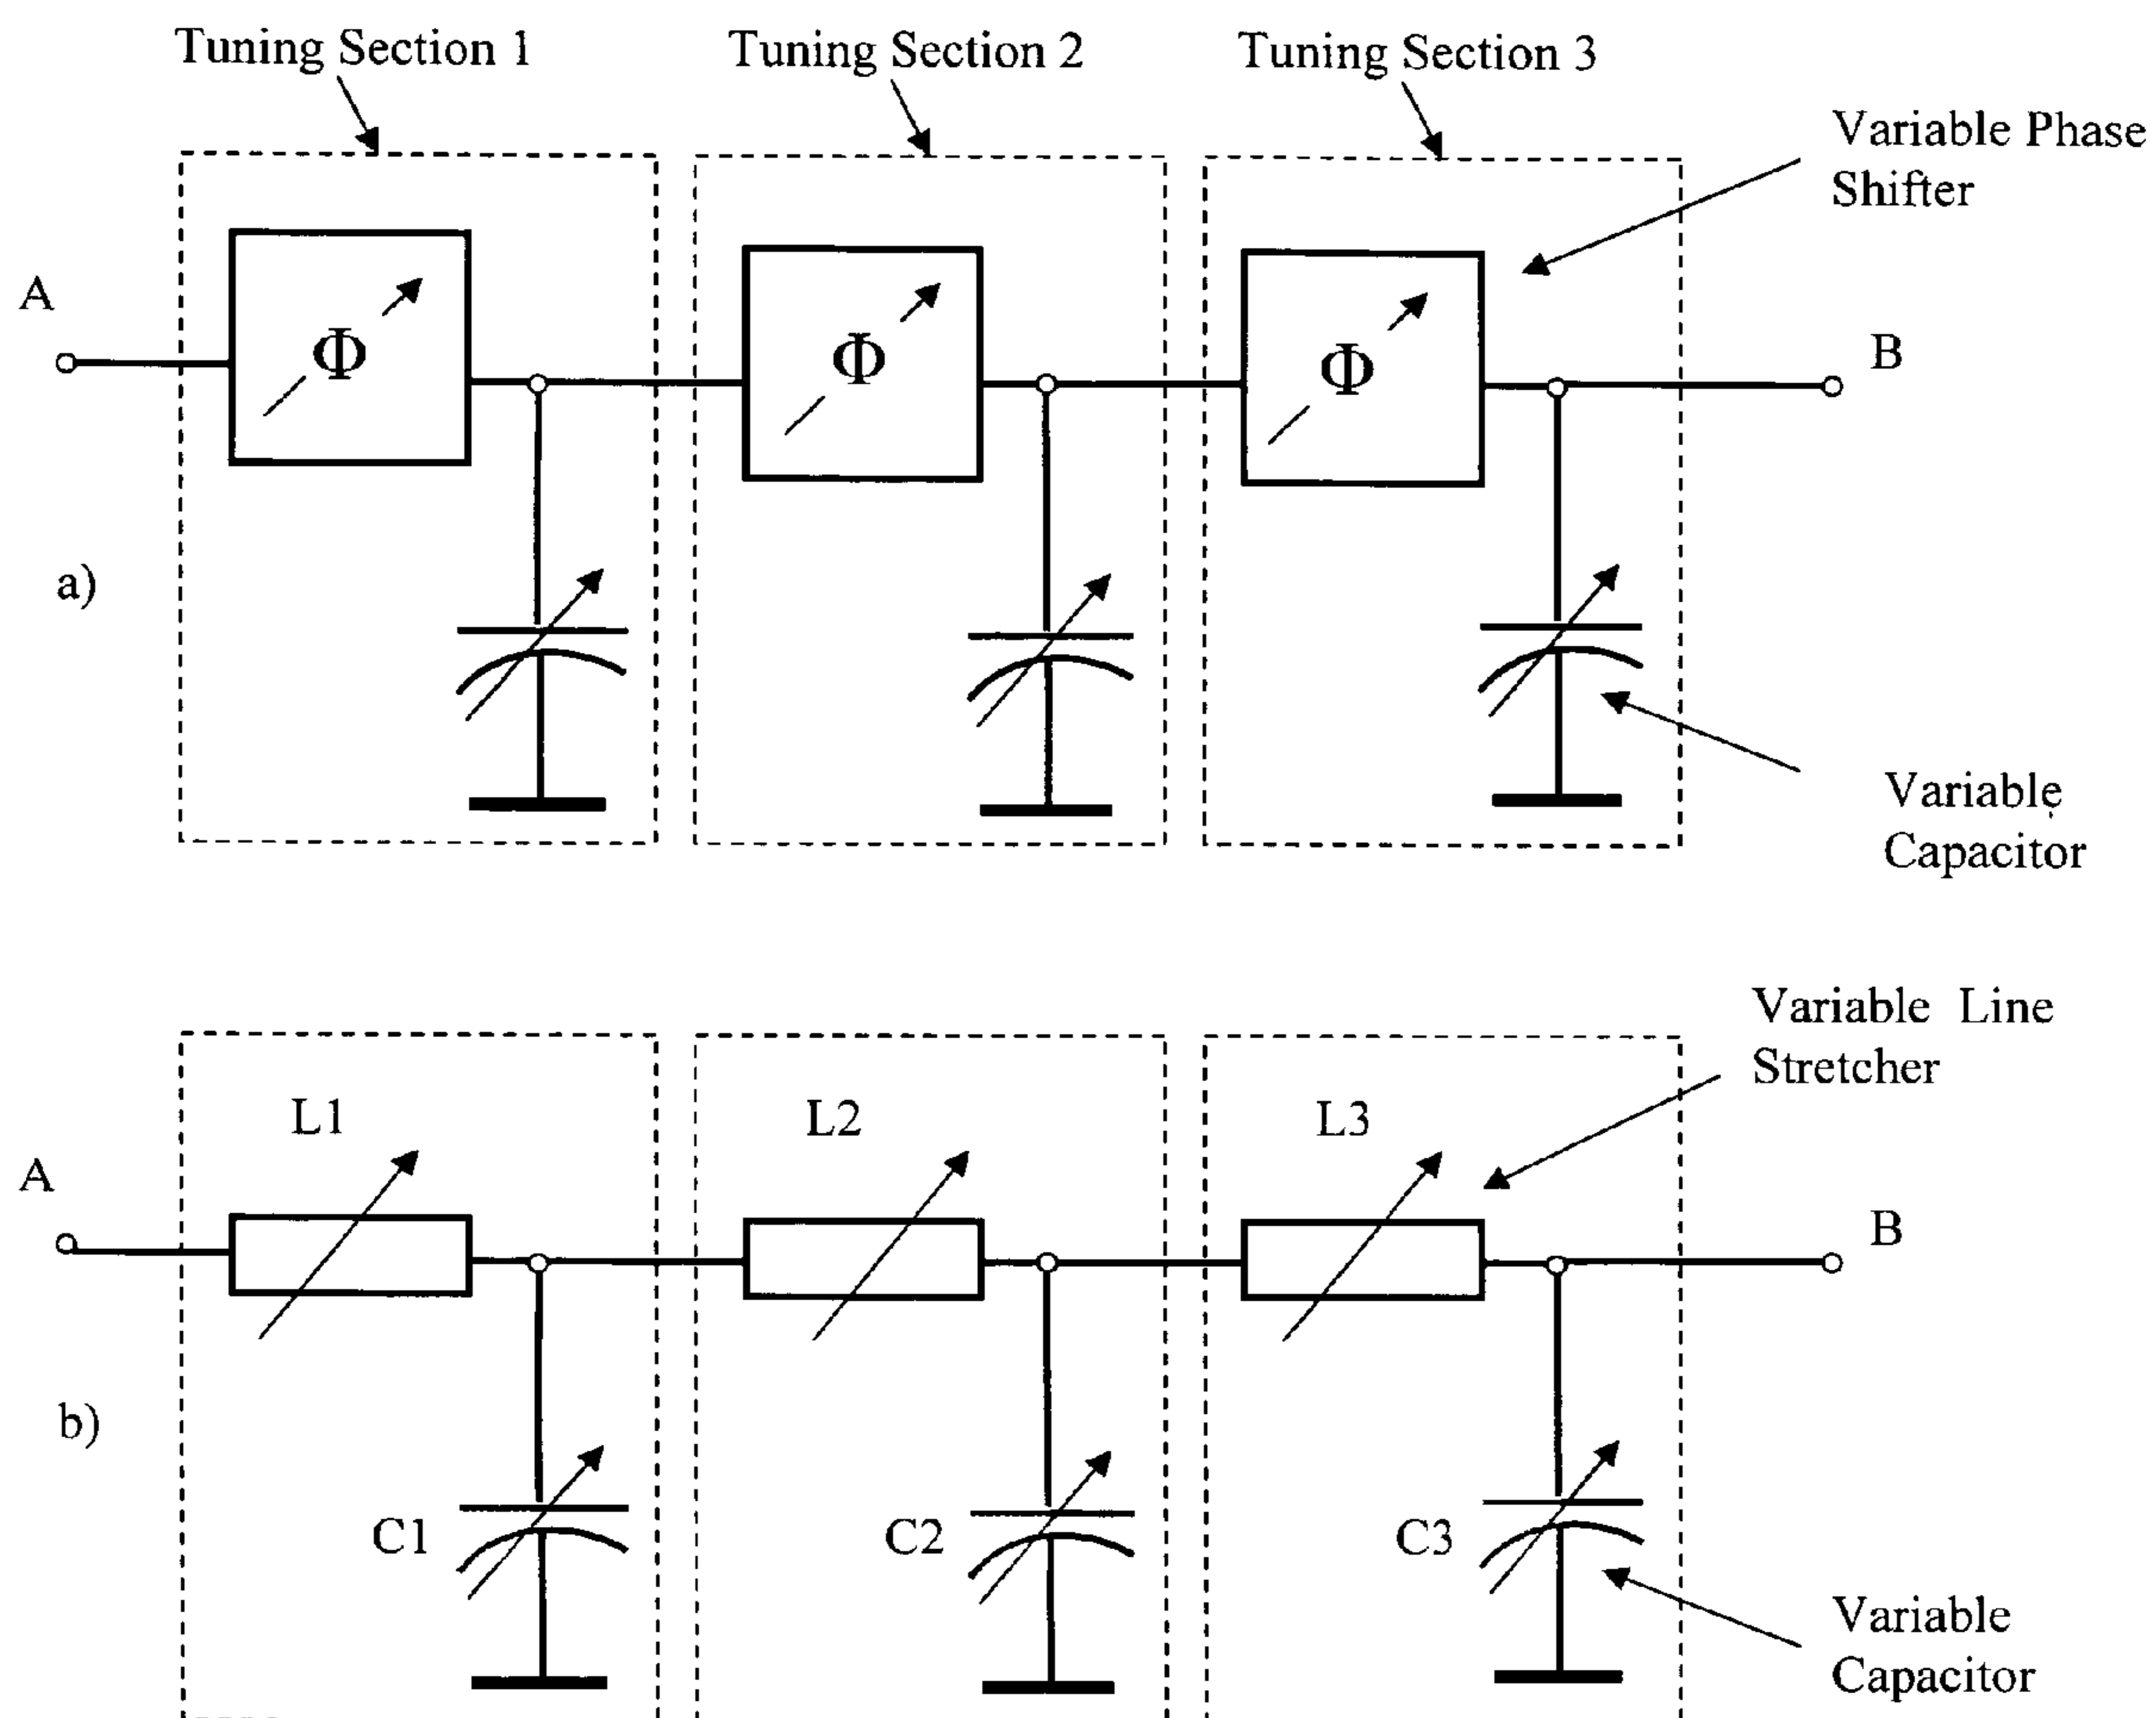 Tuning Section 1
Tuning Section 2
Tuning Section 3
Variable Phase
Shifter
A
Φ
Φ
Φ
B
a)
Variable
Capacitor
Variable Line
Stretcher
L1
L2
L3
A
B
b)
C1
C2
C3
Variable
Capacitor